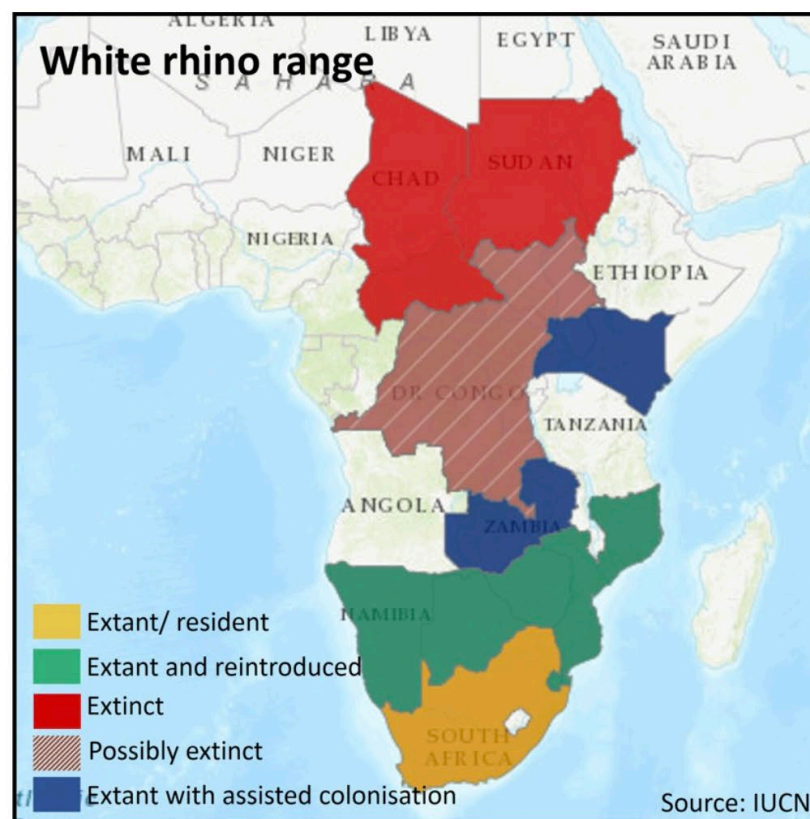 ALGERIA
LIBYA
EGYPT
SAUDI
ARABIA
White rhino range
SAHARA
MALI
NIGER
CHAD
SUDAN
NIGERIA
ETHIOPIA
DR CONGO
TANZANIA
ANGOLA
ZAMBIA
NAMIBIA
SOUTH
AFRICA
Extant/ resident
Extant and reintroduced
Extinct
Possibly extinct
Extant with assisted colonisation
Source: IUCN